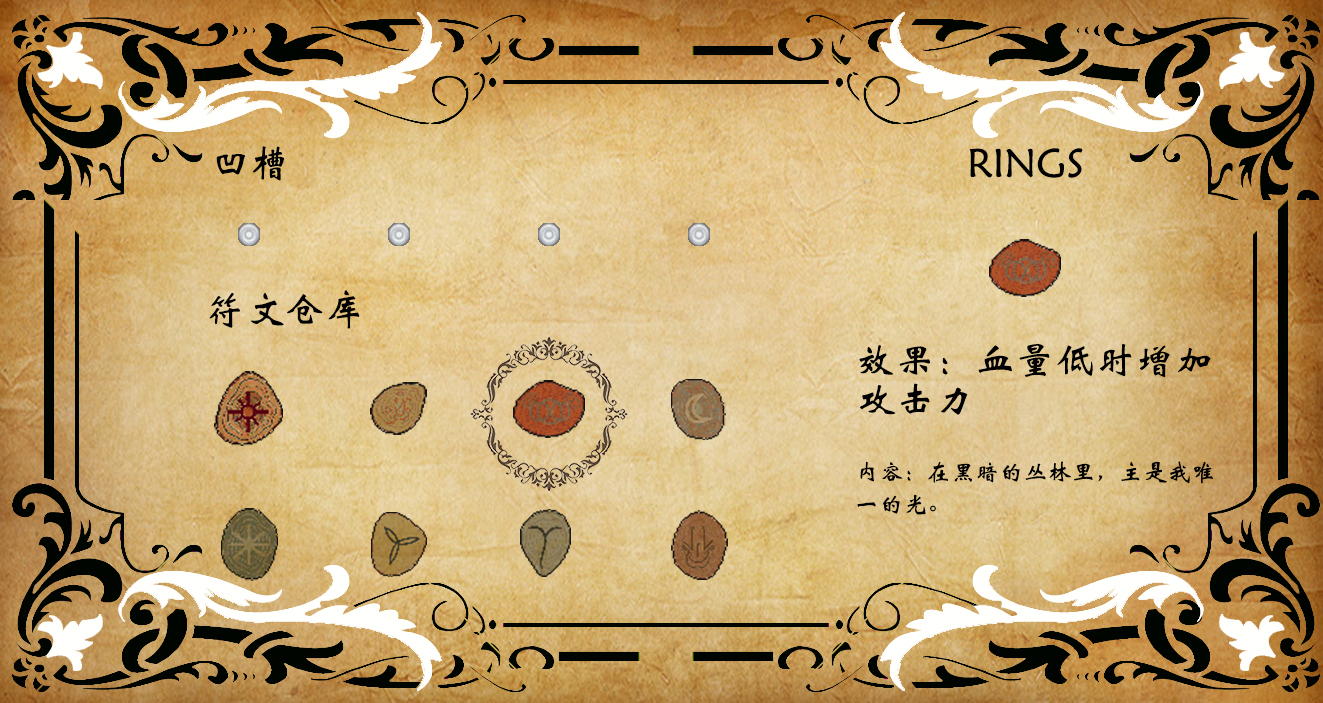 凹槽
符文仓库
RINGS
效果：血量低时增加
攻击力
内容：在黑暗的丛林里，主是我唯
一的光。